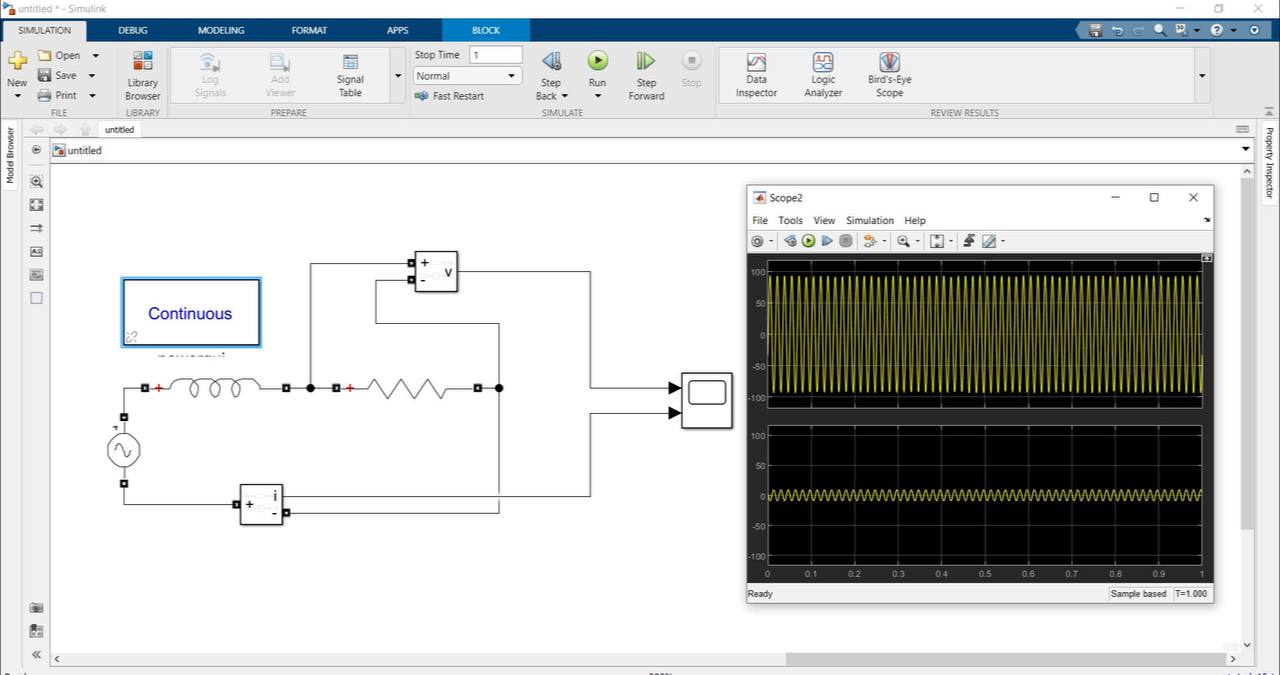 untitled * - Simulink
SIMULATION DEBUG MODELING FORMAT APPS BLOCK
New
Open
Save
Print
FILE
Library Browser
LIBRARY
Log Signals
Add Viewer
Signal Table
PREPARE
Stop Time 1
Normal
Fast Restart
Step Back
Run
Step Forward
Stop
SIMULATE
Data Inspector
Logic Analyzer
Bird's-Eye Scope
REVIEW RESULTS
Model Browser
untitled
untitled
Property Inspector
Continuous
+
-
v
+
+
+
i
-
Scope2
File Tools View Simulation Help
100
50
0
-50
-100
100
50
0
-50
-100
0 0.1 0.2 0.3 0.4 0.5 0.6 0.7 0.8 0.9 1
Ready Sample based T=1.000